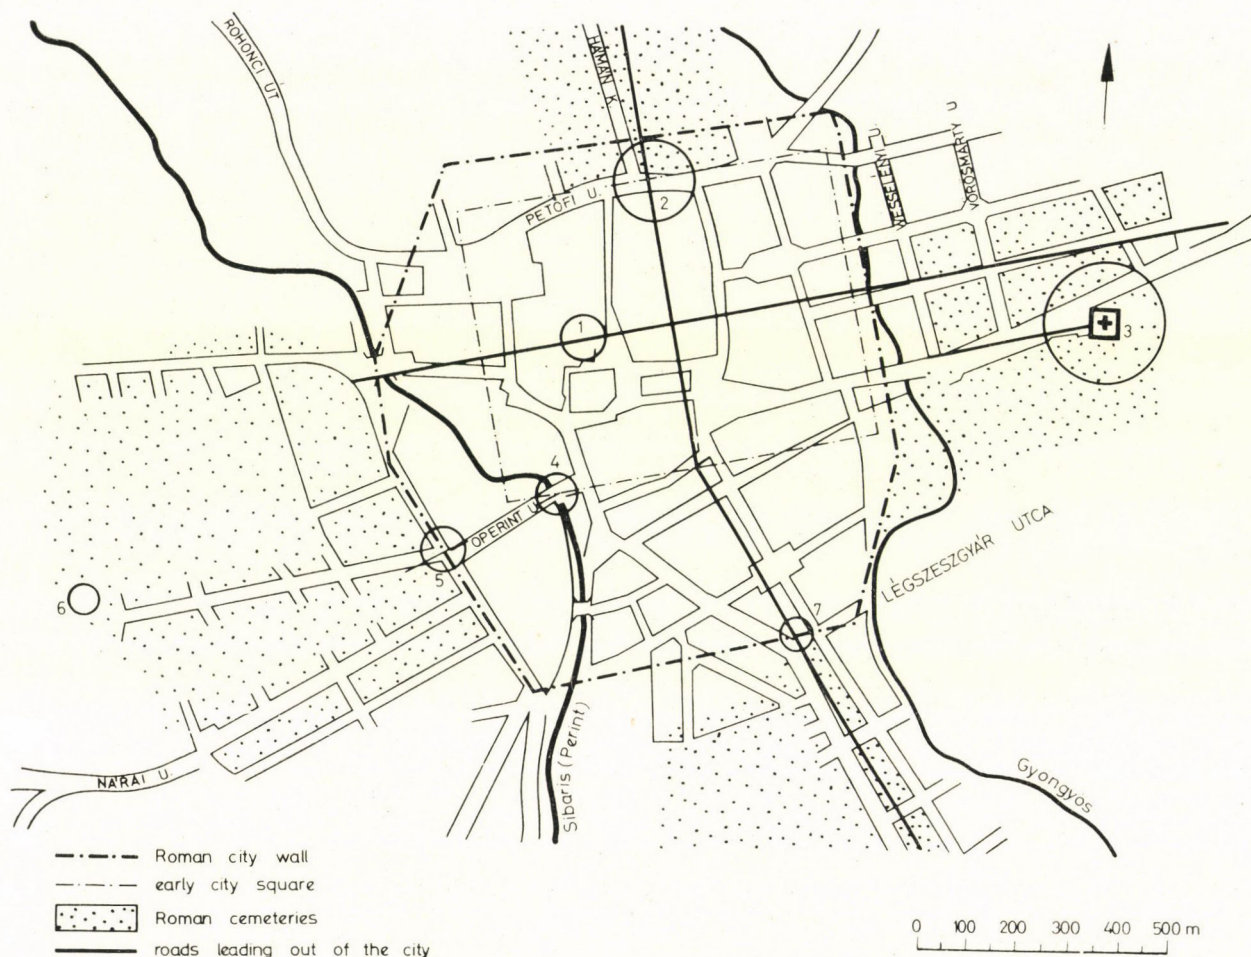 ROHONCI ÚT
HÁMÁN K
WESSELÉNYI U.
VÖRÖSMARTY U
PETŐFI U.
2
1
3
4
OPERINT U.
5
6
LÉGSZESZGYÁR UTCA
7
NÁRAI U.
Sibaris (Perint)
Gyöngyös
Roman city wall
early city square
Roman cemeteries
roads leading out of the city
0 100 200 300 400 500 m